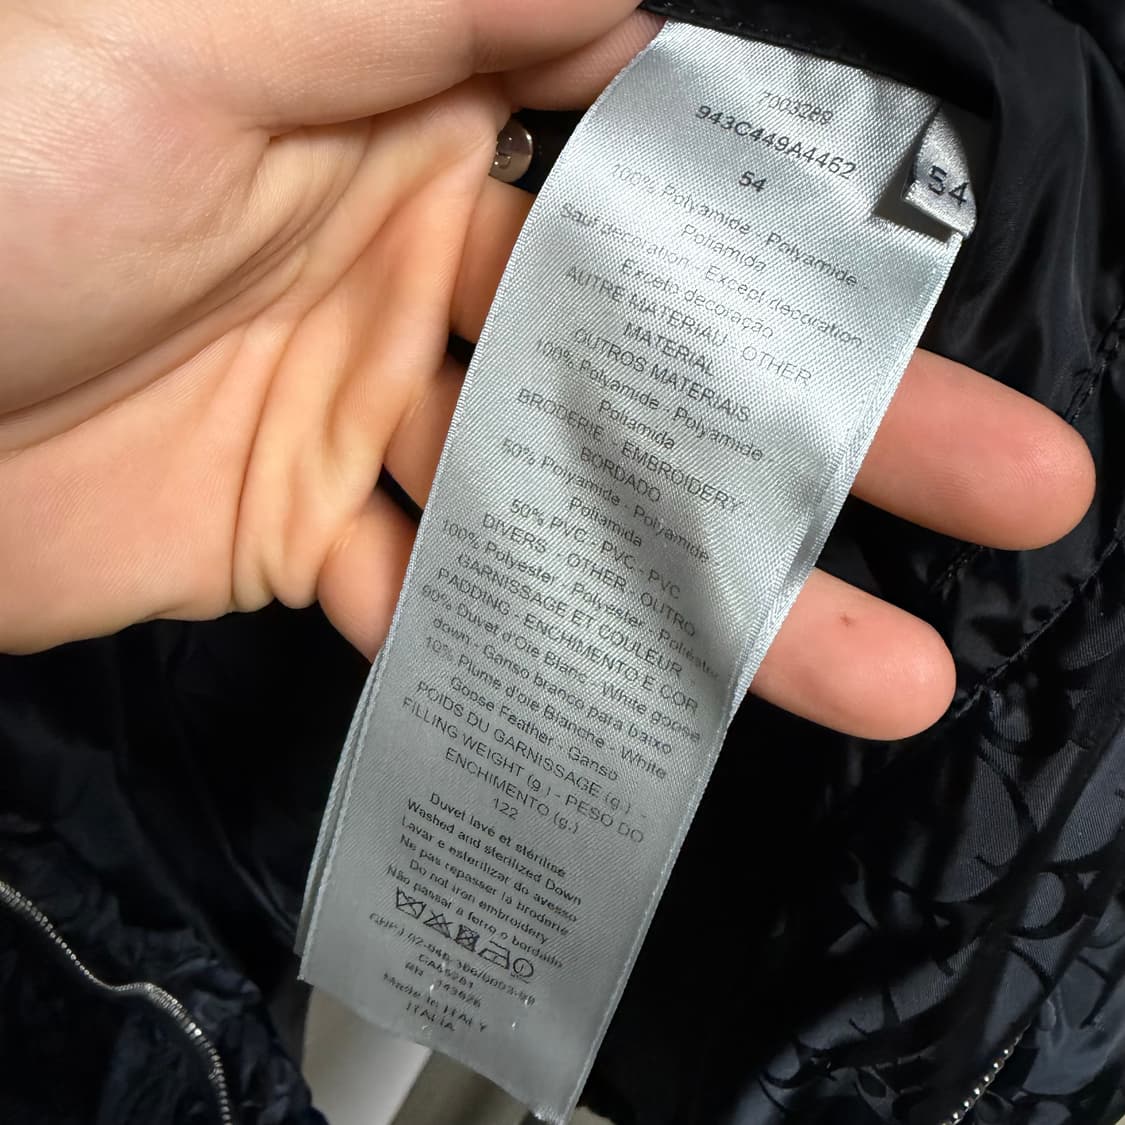 7003289
943C449A4462
54
54
100% Polyamide - Polyamide -
Poliamida
Sauf décoration - Except decoration
Exceto decoração
AUTRE MATERIAU - OTHER
MATERIAL
OUTROS MATERIAIS
100% Polyamide - Polyamide -
Poliamida
BRODERIE - EMBROIDERY -
BORDADO
50% Polyamide - Polyamide
Poliamida
50% PVC - PVC - PVC
DIVERS - OTHER - OUTRO
100% Polyester - Polyester - Poliéster
GARNISSAGE ET COULEUR -
PADDING - ENCHIMENTO E COR
90% Duvet d'Oie Blanc - White goose
down - Ganso branco para baixo
10% Plume d'oie Blanche - White
Goose Feather - Ganso
POIDS DU GARNISSAGE (g.) -
FILLING WEIGHT (g.) - PESO DO
ENCHIMENTO (g.)
122
Duvet lavé et stérilisé
Washed and sterilized Down
Lavar e esterilizar do avesso
Ne pas repasser la broderie
Do not iron embroidery
Não passar a ferro o bordado
CA
RN
Made in ITALY
ITALIA